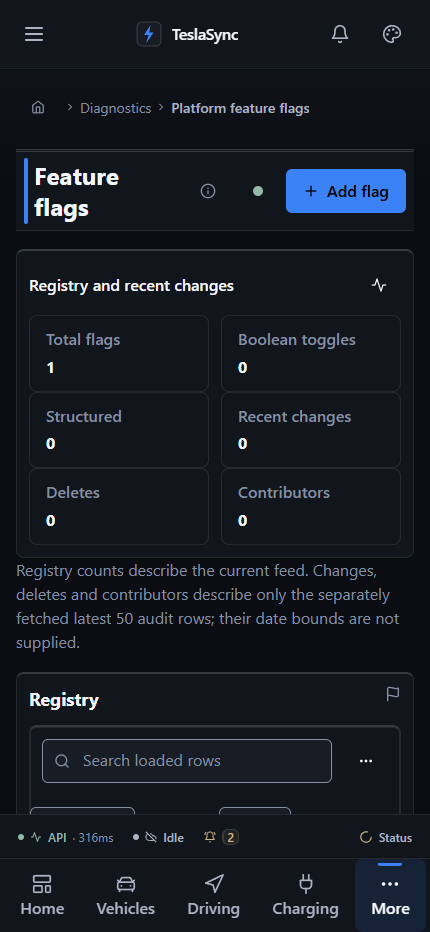 TeslaSync
Diagnostics
Platform feature flags
Feature
flags
Add flag
Registry and recent changes
Total flags
1
Boolean toggles
0
Structured
0
Recent changes
0
Deletes
0
Contributors
0
Registry counts describe the current feed. Changes,
deletes and contributors describe only the separately
fetched latest 50 audit rows; their date bounds are not
supplied.
Registry
Search loaded rows
API · 316ms
Idle
2
Status
Home
Vehicles
Driving
Charging
More